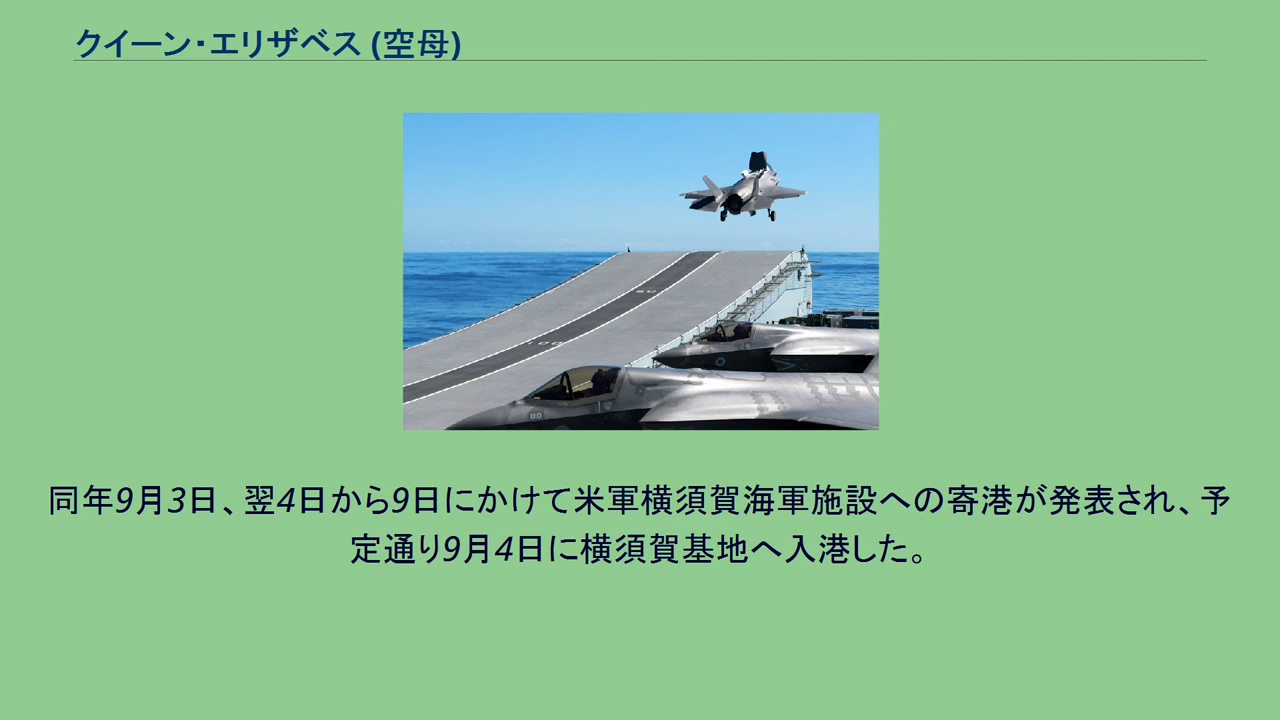 クイーン・エリザベス (空母)
同年9月3日、翌4日から9日にかけて米軍横須賀海軍施設への寄港が発表され、予
定通り9月4日に横須賀基地へ入港した。